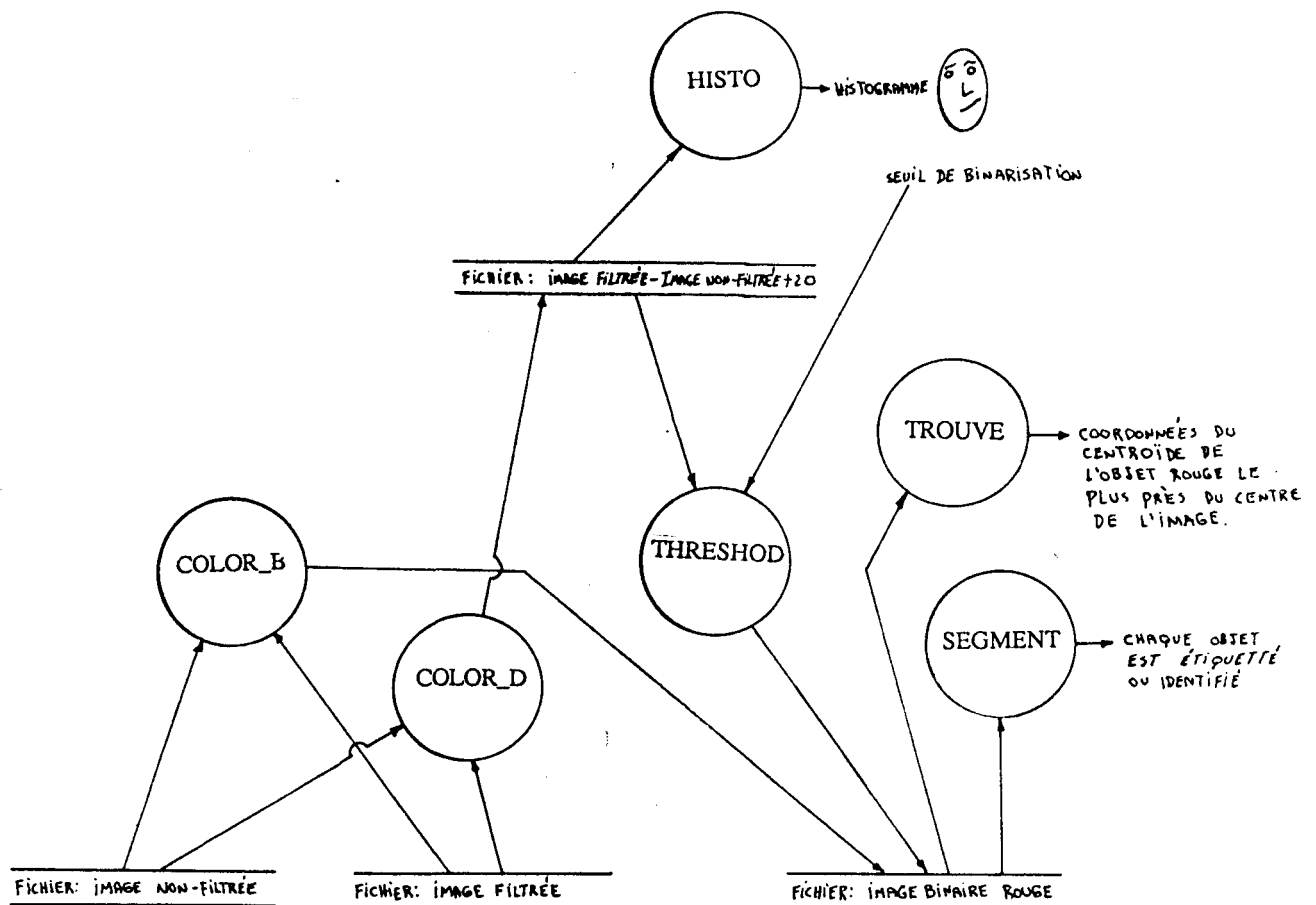 HISTO
HISTOGRAMME
SEUIL DE BINARISATION
FICHIER: IMAGE FILTRÉE-IMAGE NON-FILTRÉE+20
TROUVE
COORDONNÉES DU
CENTROÏDE DE
L'OBJET ROUGE LE
PLUS PRÈS DU CENTRE
DE L'IMAGE.
COLOR_B
THRESHOD
SEGMENT
CHAQUE OBJET
EST ÉTIQUETTÉ
OU IDENTIFIÉ
COLOR_D
FICHIER: IMAGE NON-FILTRÉE
FICHIER: IMAGE FILTRÉE
FICHIER: IMAGE BINAIRE ROUGE